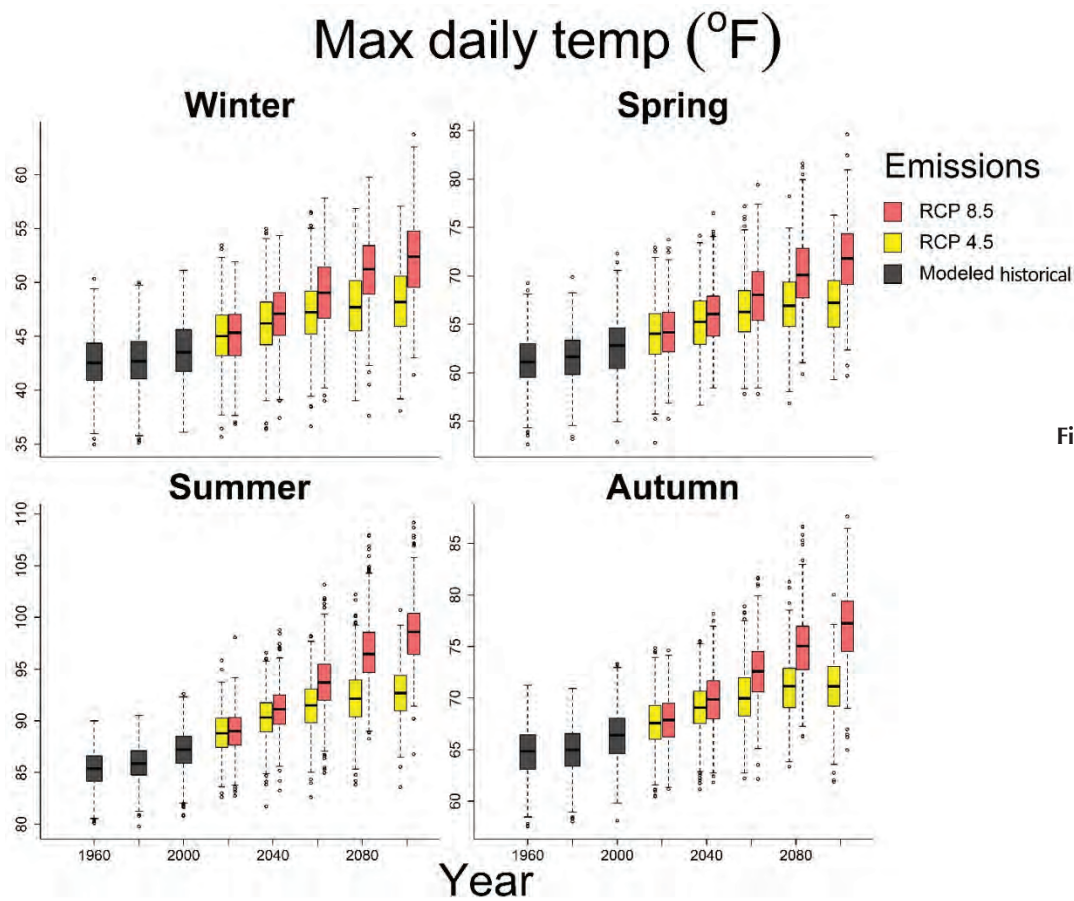 Max daily temp (°F)
Winter
Spring
Emissions
RCP 8.5
RCP 4.5
Modeled historical
60
55
50
45
40
35
85
80
75
70
65
60
55
Fi
Summer
Autumn
110
105
100
95
90
85
80
85
80
75
70
65
60
1960 2000 2040 2080
1960 2000 2040 2080
Year